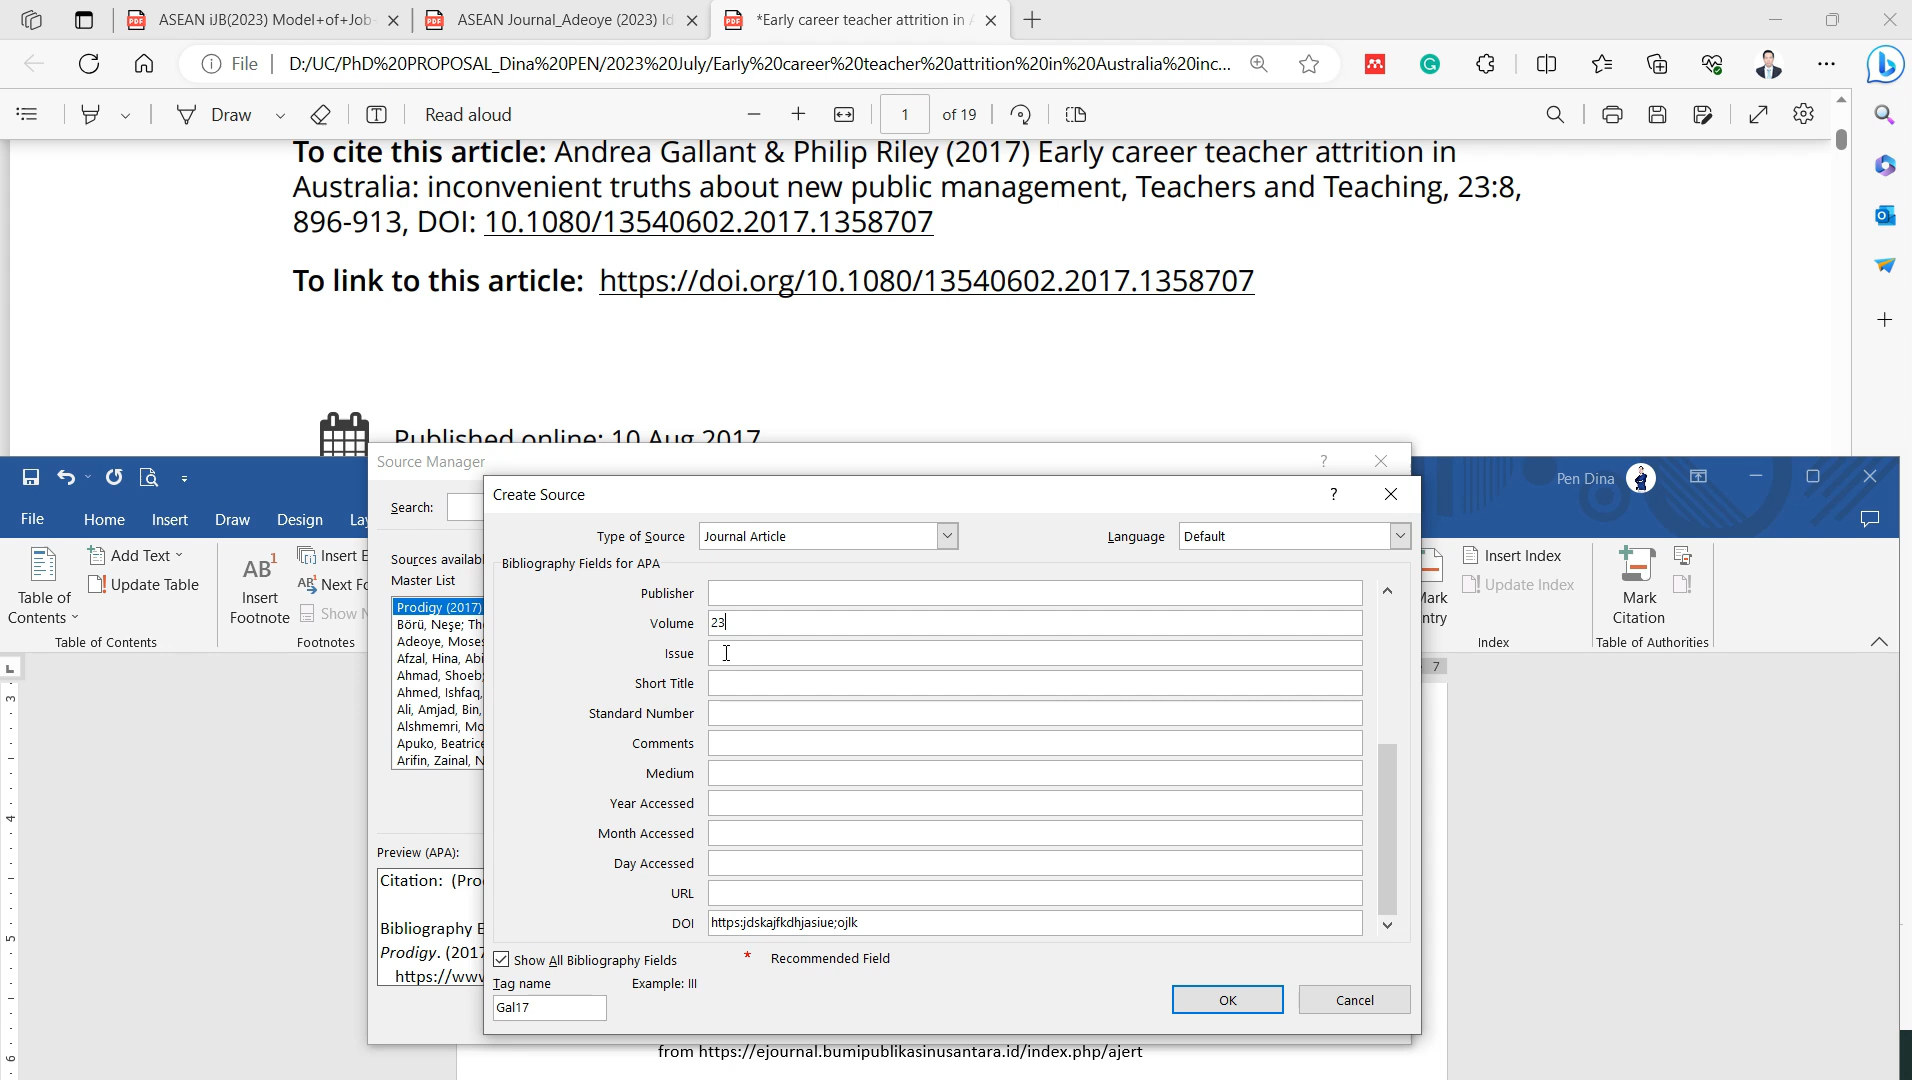 ASEAN iJB(2023) Model+of+Job
ASEAN Journal_Adeoye (2023) Id
*Early career teacher attrition in A
File
D:/UC/PhD%20PROPOSAL_Dina%20PEN/2023%20July/Early%20career%20teacher%20attrition%20in%20Australia%20inc...
Draw
Read aloud
1
of 19
To cite this article: Andrea Gallant & Philip Riley (2017) Early career teacher attrition in
Australia: inconvenient truths about new public management, Teachers and Teaching, 23:8,
896-913, DOI: 10.1080/13540602.2017.1358707
To link to this article: https://doi.org/10.1080/13540602.2017.1358707
Published online: 10 Aug 2017
Source Manager
Pen Dina
Create Source
Search:
File
Home
Insert
Draw
Design
Lay
Type of Source
Journal Article
Language
Default
Add Text
Update Table
Table of
Contents
Table of Contents
AB1
Insert
Footnote
Insert E
Next Fo
Show N
Footnotes
Sources availabl
Master List
Prodigy (2017)
Börü, Neşe; Th
Adeoye, Mose
Afzal, Hina, Abi
Ahmad, Shoeb;
Ahmed, Ishfaq,
Ali, Amjad, Bin,
Alshmemri, Mo
Apuko, Beatrice
Arifin, Zainal, N
Bibliography Fields for APA
Publisher
Volume
23
Issue
Short Title
Standard Number
Comments
Medium
Year Accessed
Month Accessed
Day Accessed
URL
DOI
https:jdskajfkdhjasiue;ojlk
Show All Bibliography Fields
* Recommended Field
Tag name
Example: III
Gal17
OK
Cancel
Mark
Entry
Insert Index
Update Index
Index
Mark
Citation
Table of Authorities
7
3
4
5
6
Preview (APA):
Citation: (Pro
Bibliography E
Prodigy. (2017
https://www
from https://ejournal.bumipublikasinusantara.id/index.php/ajert